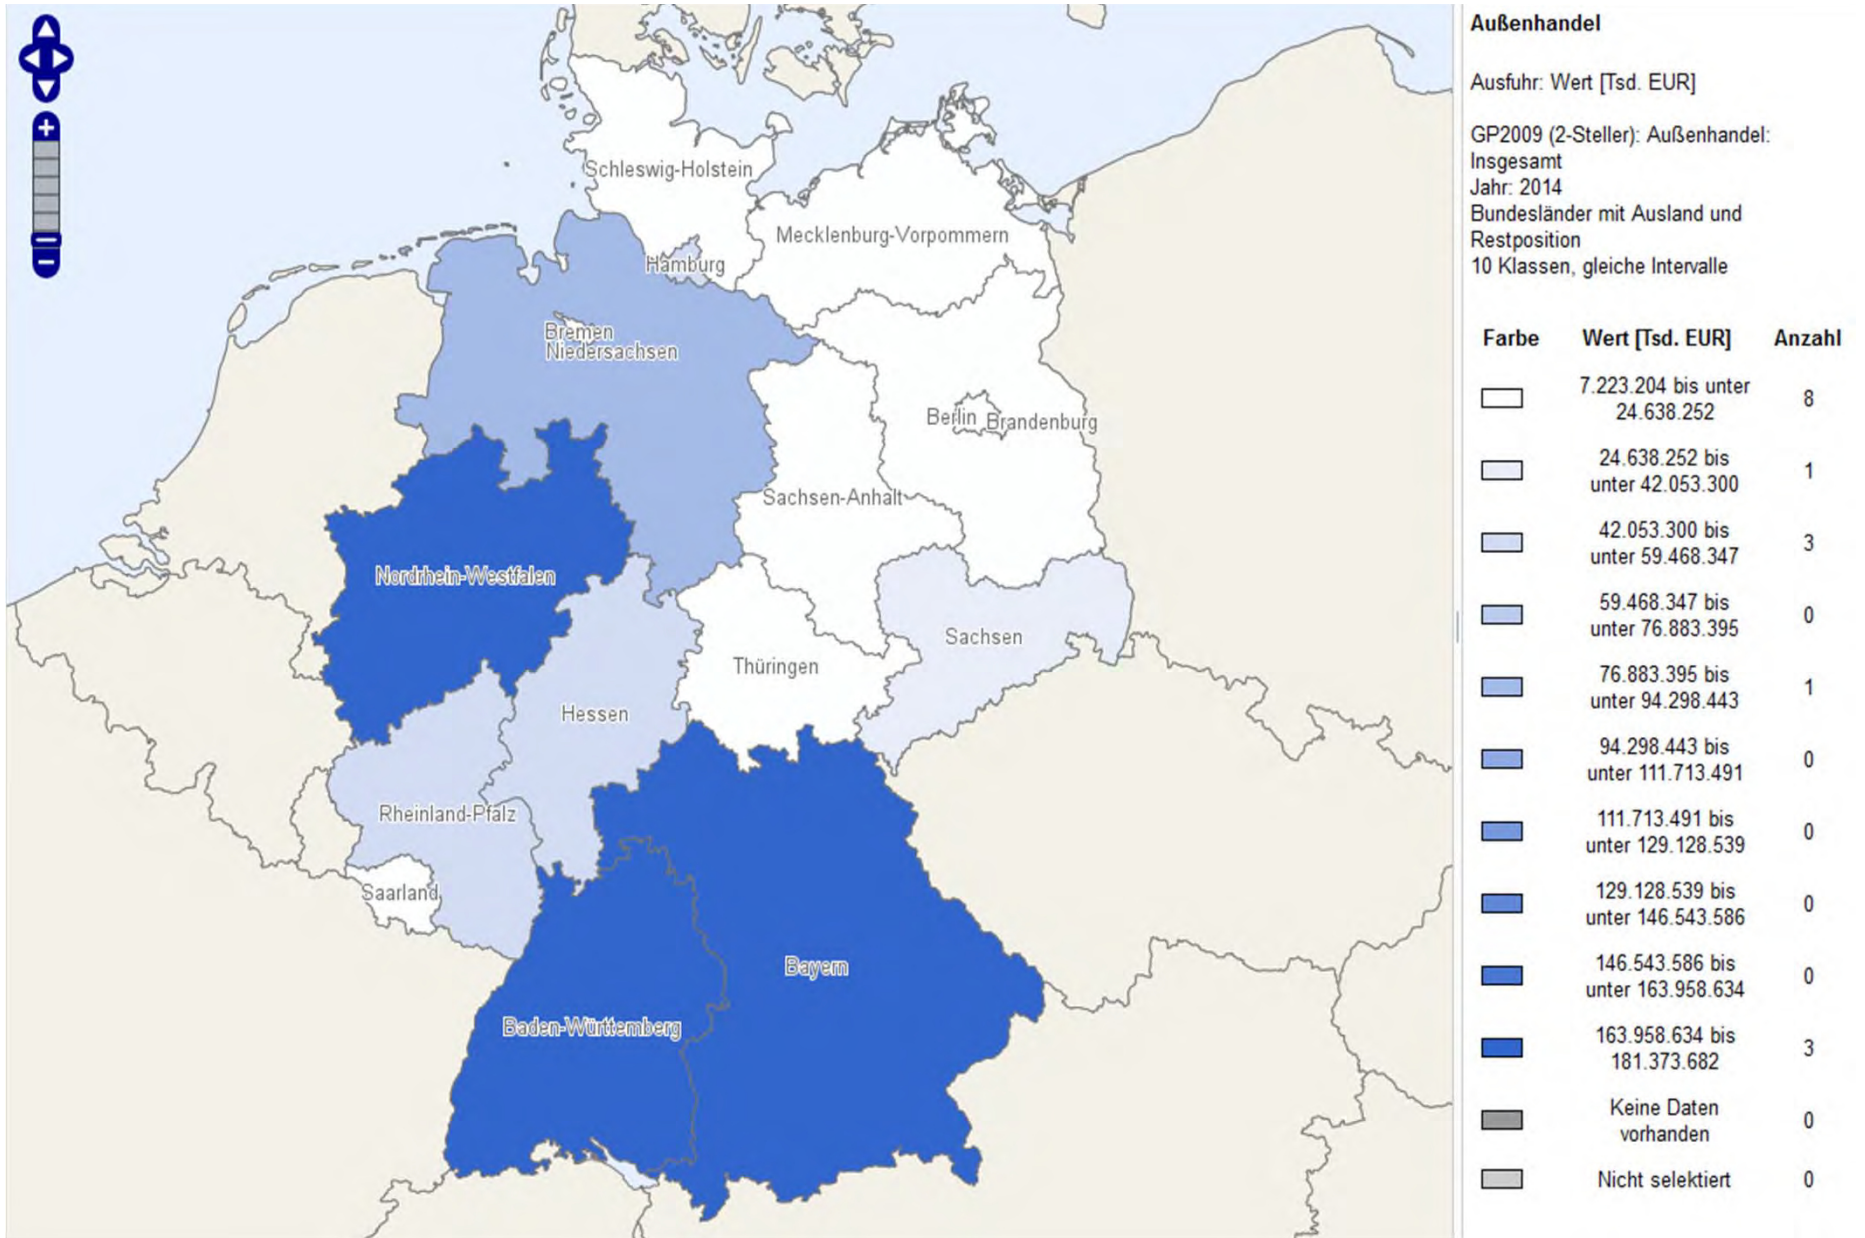 Schleswig-Holstein
Mecklenburg-Vorpommern
Hamburg
Bremen
Niedersachsen
Berlin
Brandenburg
Sachsen-Anhalt
Nordrhein-Westfalen
Sachsen
Thüringen
Hessen
Rheinland-Pfalz
Saarland
Bayern
Baden-Württemberg
Außenhandel
Ausfuhr: Wert [Tsd. EUR]
GP2009 (2-Steller): Außenhandel:
Insgesamt
Jahr: 2014
Bundesländer mit Ausland und
Restposition
10 Klassen, gleiche Intervalle
Farbe Wert [Tsd. EUR] Anzahl
7.223.204 bis unter
24.638.252 8
24.638.252 bis
unter 42.053.300 1
42.053.300 bis
unter 59.468.347 3
59.468.347 bis
unter 76.883.395 0
76.883.395 bis
unter 94.298.443 1
94.298.443 bis
unter 111.713.491 0
111.713.491 bis
unter 129.128.539 0
129.128.539 bis
unter 146.543.586 0
146.543.586 bis
unter 163.958.634 0
163.958.634 bis
181.373.682 3
Keine Daten
vorhanden 0
Nicht selektiert 0